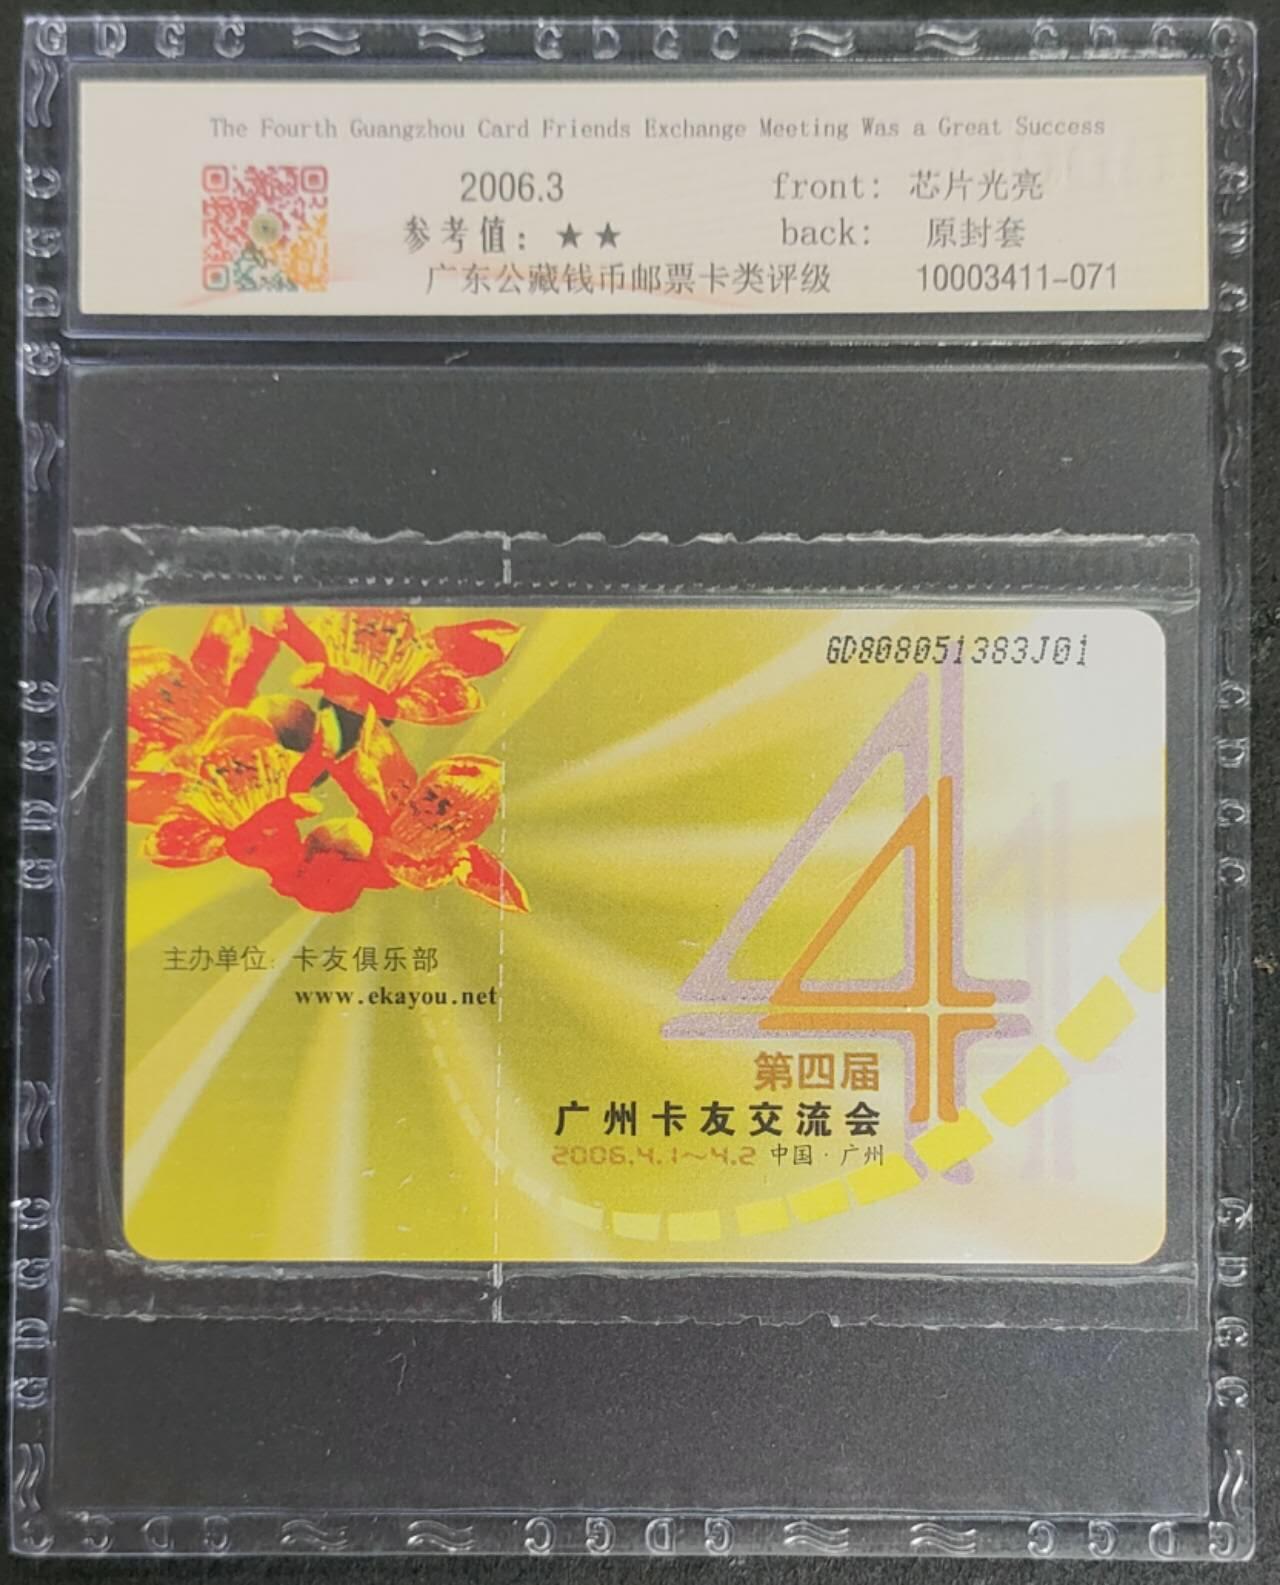 GDGC GDGC GDGC
The Fourth Guangzhou Card Friends Exchange Meeting Was a Great Success
2006.3
front: 芯片光亮
参考值：★★
back: 原封套
广东公藏钱币邮票卡类评级
10003411-071
GD808051383J01
主办单位：卡友俱乐部
www.ekayou.net
第四届
广州卡友交流会
2006.4.1～4.2 中国·广州